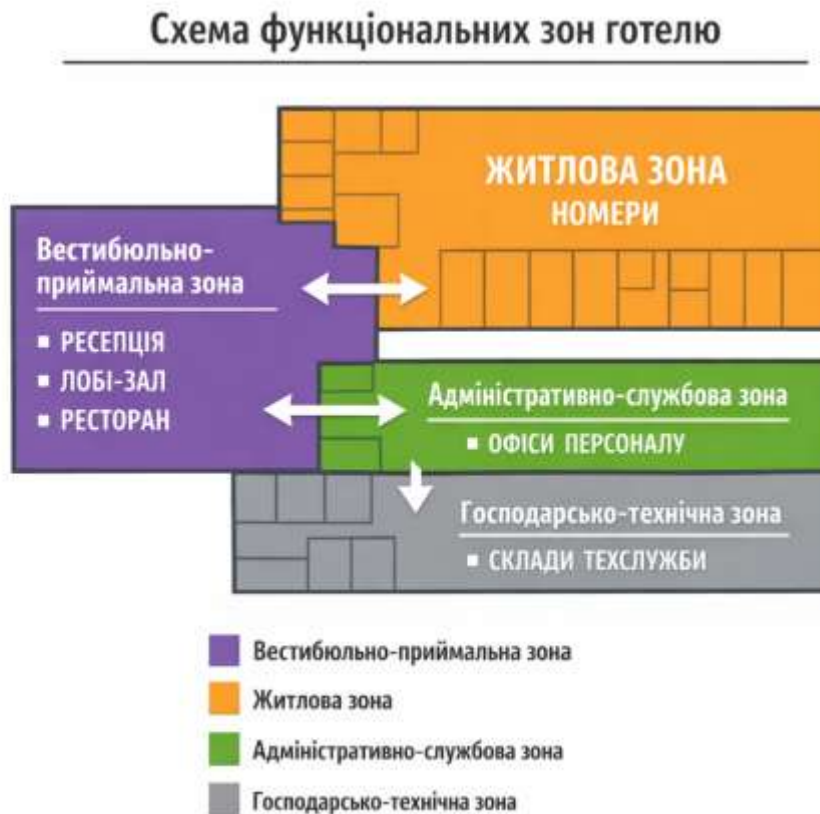 Схема функціональних зон готелю
ЖИТЛОВА ЗОНА
НОМЕРИ
Вестибюльно-
приймальна зона
▪ РЕСЕПЦІЯ
▪ ЛОБІ-ЗАЛ
▪ РЕСТОРАН
Адміністративно-службова зона
▪ ОФІСИ ПЕРСОНАЛУ
Господарсько-технічна зона
▪ СКЛАДИ ТЕХСЛУЖБИ
Вестибюльно-приймальна зона
Житлова зона
Адміністративно-службова зона
Господарсько-технічна зона